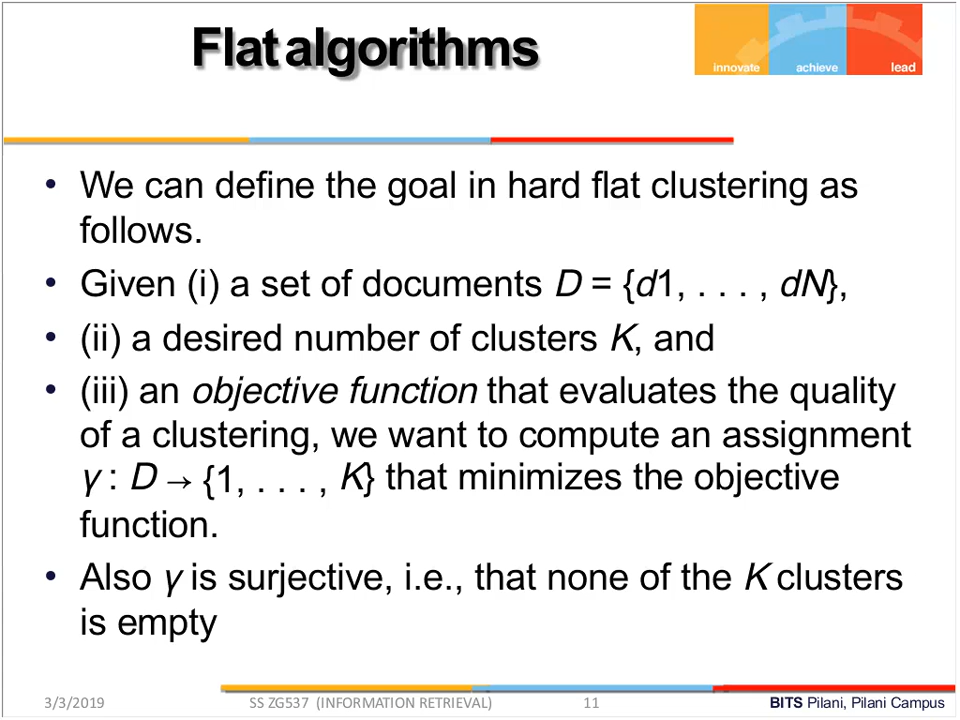 Flat algorithms
innovate achieve lead
• We can define the goal in hard flat clustering as
follows.
• Given (i) a set of documents D = {d1, . . . , dN},
• (ii) a desired number of clusters K, and
• (iii) an objective function that evaluates the quality
of a clustering, we want to compute an assignment
γ : D → {1, . . . , K} that minimizes the objective
function.
• Also γ is surjective, i.e., that none of the K clusters
is empty
3/3/2019 SS ZG537 (INFORMATION RETRIEVAL) 11 BITS Pilani, Pilani Campus